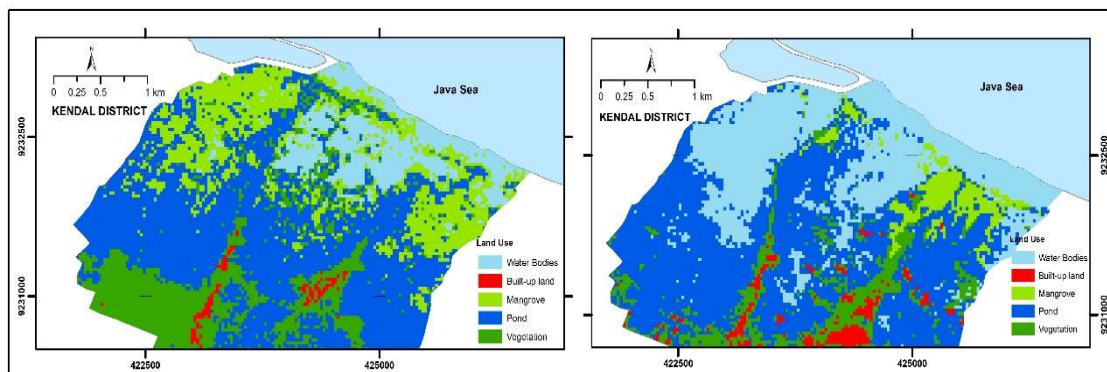 N
0 0.25 0.5 1 km
KENDAL DISTRICT
Java Sea
9232500
9231000
Land Use
Water Bodies
Built-up land
Mangrove
Pond
Vegetation
422500
425000
N
0 0.25 0.5 1 km
KENDAL DISTRICT
Java Sea
9232500
9231000
Land Use
Water Bodies
Built-up land
Mangrove
Pond
Vegetation
422500
425000